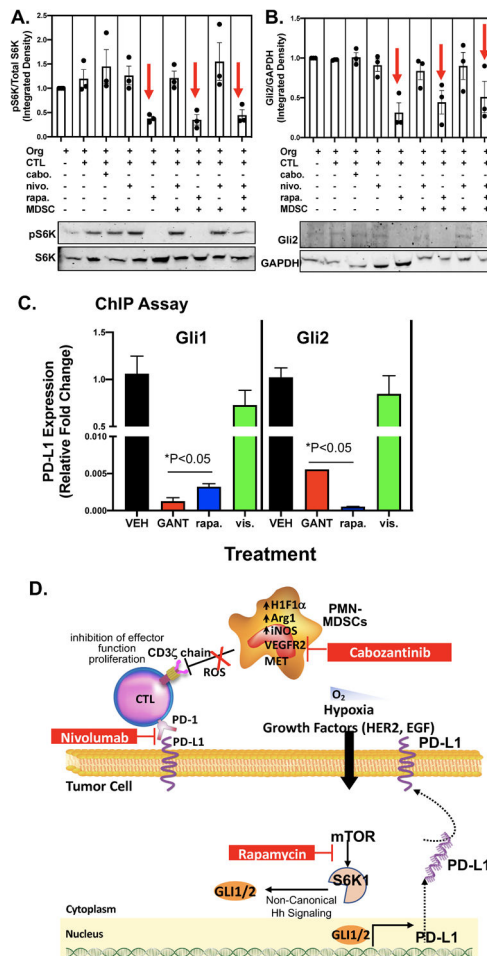 A.
pS6K/Total S6K
(Integrated Density)
2.0
1.5
1.0
0.5
0.0
Org + + + + + + + + +
CTL - + + + + + + + +
cabo. - - + - - - - - -
nivo. - - - + - + - + +
rapa. - - - - + - + - +
MDSC - - - - - + + + +
pS6K
S6K
B.
Gli2/GAPDH
(Integrated Density)
1.5
1.0
0.5
0.0
Org
CTL
cabo.
nivo.
rapa.
MDSC
Gli2
GAPDH
C.
ChIP Assay
PD-L1 Expression
(Relative Fold Change)
1.5
1.0
0.5
0.010
0.005
0.000
Gli1
Gli2
*P<0.05
*P<0.05
VEH GANT rapa. vis. VEH GANT rapa. vis.
Treatment
D.
H1F1α
Arg1
iNOS
VEGFR2
MET
PMN-
MDSCs
Cabozantinib
inhibition of effector
function
proliferation
CD3ζ chain
ROS
CTL
PD-1
PD-L1
Nivolumab
O2
Hypoxia
Growth Factors (HER2, EGF)
PD-L1
Tumor Cell
mTOR
Rapamycin
S6K1
GLI1/2
Non-Canonical
Hh Signaling
PD-L1
Cytoplasm
Nucleus
GLI1/2
PD-L1